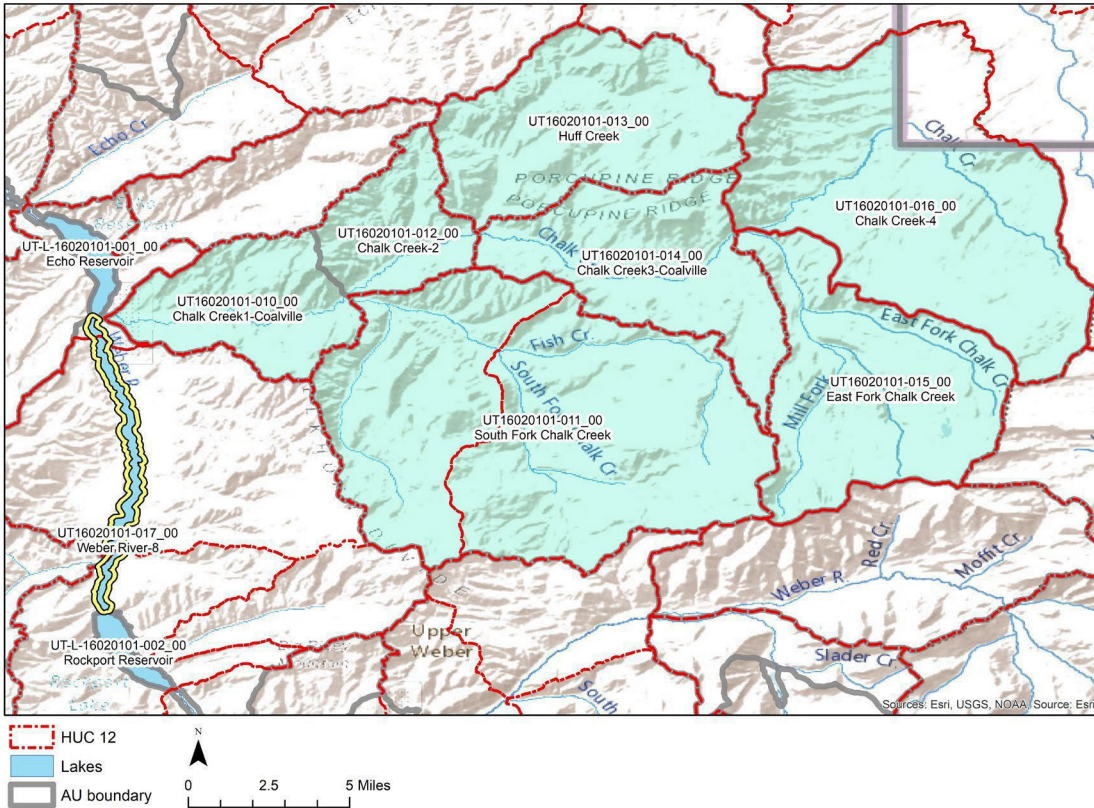 Echo Cr
UT16020101-013_00
Huff Creek
Chalk Cr.
PORCUPINE RIDGE
PORCUPINE RIDGE
UT16020101-016_00
Chalk Creek-4
UT16020101-012_00
Chalk Creek-2
UT-L-16020101-001_00
Echo Reservoir
Chalk
UT16020101-014_00
Chalk Creek3-Coalville
UT16020101-010_00
Chalk Creek1-Coalville
Weber R.
Fish Cr.
East Fork Chalk Cr.
South Fork Chalk Cr.
Mill Fork
UT16020101-015_00
East Fork Chalk Creek
UT16020101-011_00
South Fork Chalk Creek
UT16020101-017_00
Weber River-8
Red Cr.
Moffit Cr.
Weber R.
UT-L-16020101-002_00
Rockport Reservoir
Upper
Weber
Slader Cr.
South
Sources: Esri, USGS, NOAA, Source: Esri
HUC 12
Lakes
AU boundary
N
0 2.5 5 Miles